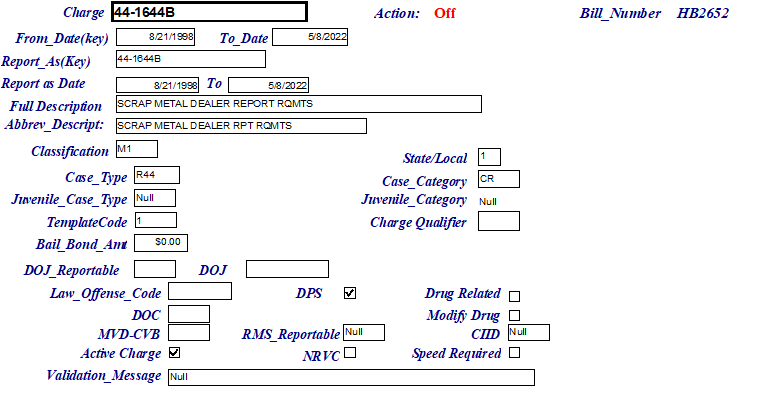 Charge 44-1644B Action: Off Bill_Number HB2652
From_Date(key) 8/21/1998 To_Date 5/8/2022
Report_As(Key) 44-1644B
Report as Date 8/21/1998 To 5/8/2022
Full Description SCRAP METAL DEALER REPORT RQMTS
Abbrev_Descript: SCRAP METAL DEALER RPT RQMTS
Classification M1 State/Local 1
Case_Type R44 Case_Category CR
Juvenile_Case_Type Null Juvenile_Category Null
TemplateCode 1 Charge Qualifier
Bail_Bond_Amt $0.00
DOJ_Reportable DOJ
Law_Offense_Code DPS Drug Related
DOC Modify Drug
MVD-CVB RMS_Reportable Null CHD Null
Active Charge NRVC Speed Required
Validation_Message Null